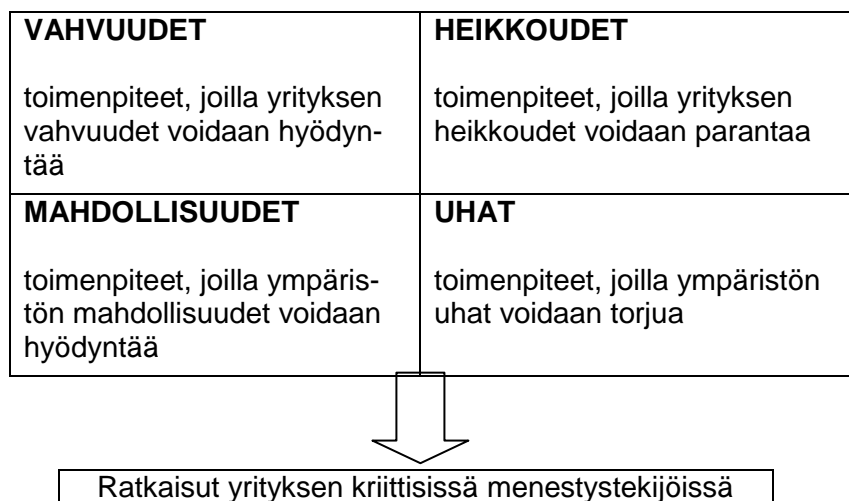 VAHVUUDET
toimenpiteet, joilla yrityksen
vahvuudet voidaan hyödyn-
tää
HEIKKOUDET
toimenpiteet, joilla yrityksen
heikkoudet voidaan parantaa
MAHDOLLISUUDET
toimenpiteet, joilla ympäris-
tön mahdollisuudet voidaan
hyödyntää
UHAT
toimenpiteet, joilla ympäristön
uhat voidaan torjua
Ratkaisut yrityksen kriittisissä menestystekijöissä